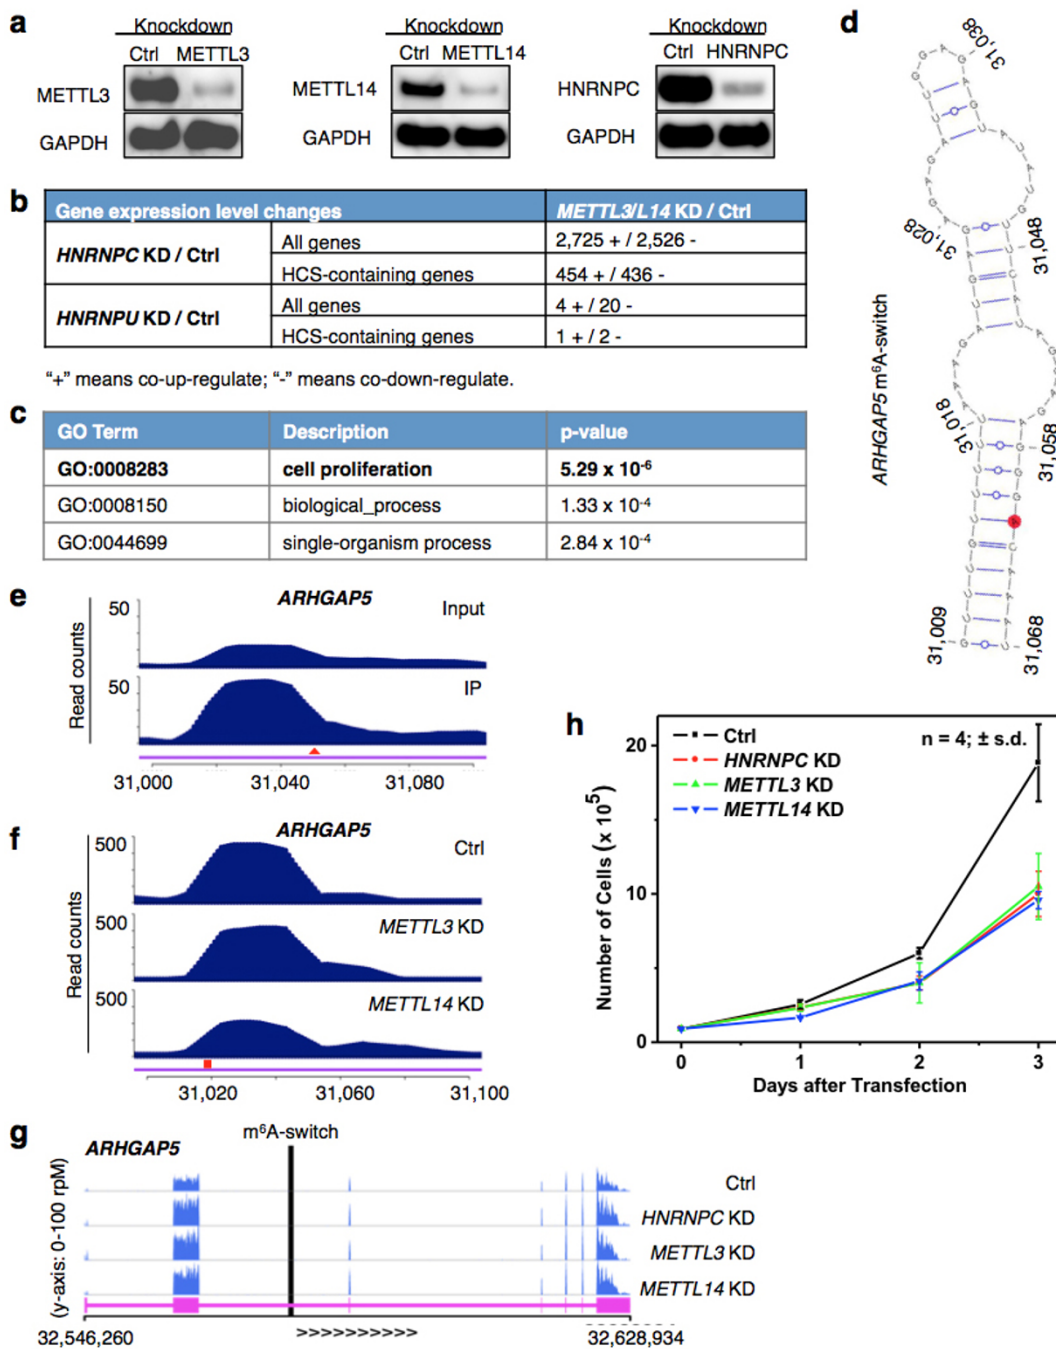 a
Knockdown
Ctrl METTL3
METTL3
GAPDH
Knockdown
Ctrl METTL14
METTL14
GAPDH
Knockdown
Ctrl HNRNPC
HNRNPC
GAPDH
b
Gene expression level changes METTL3/L14 KD / Ctrl
HNRNPC KD / Ctrl All genes 2,725 + / 2,526 -
HCS-containing genes 454 + / 436 -
HNRNPU KD / Ctrl All genes 4 + / 20 -
HCS-containing genes 1 + / 2 -
“+” means co-up-regulate; “-” means co-down-regulate.
c
GO Term Description p-value
GO:0008283 cell proliferation 5.29 x 10-6
GO:0008150 biological_process 1.33 x 10-4
GO:0044699 single-organism process 2.84 x 10-4
d
ARHGAP5 m6A-switch
31,038
31,028
31,048
31,018
31,058
31,009
31,068
e
ARHGAP5
Read counts
50
Input
50
IP
31,000 31,040 31,080
f
ARHGAP5
Read counts
500
Ctrl
500
METTL3 KD
500
METTL14 KD
31,020 31,060 31,100
g
ARHGAP5
m6A-switch
(y-axis: 0-100 rpM)
Ctrl
HNRNPC KD
METTL3 KD
METTL14 KD
32,546,260 >>>>>>>>>> 32,628,934
h
Ctrl
HNRNPC KD
METTL3 KD
METTL14 KD
n = 4; ± s.d.
Number of Cells (x 105)
20
10
0
0 1 2 3
Days after Transfection